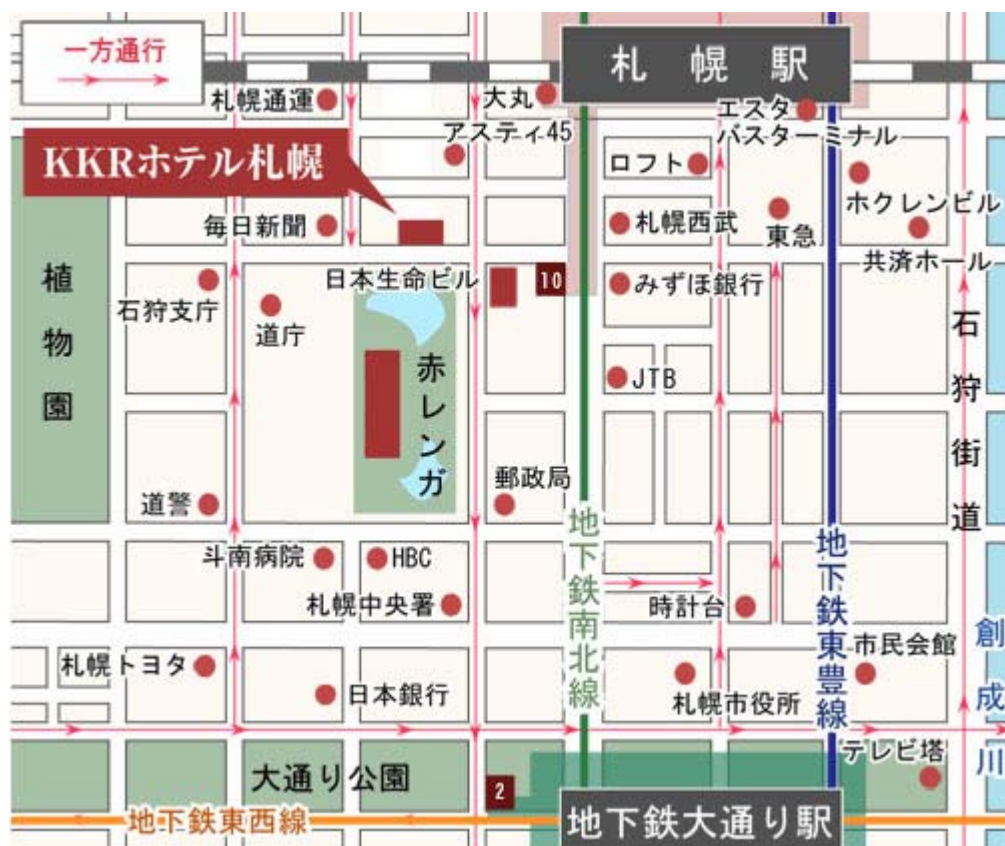 一方通行
札幌駅
札幌通運
大丸
エスタ
バスターミナル
アスティ45
KKRホテル札幌
ロフト
ホクレンビル
毎日新聞
札幌西武
東急
共済ホール
植物園
石狩支庁
道庁
日本生命ビル
10
みずほ銀行
石狩街道
赤レンガ
JTB
道警
郵政局
地下鉄南北線
地下鉄東豊線
斗南病院
HBC
札幌中央署
時計台
創成川
札幌トヨタ
日本銀行
札幌市役所
市民会館
テレビ塔
大通り公園
2
地下鉄東西線
地下鉄大通り駅